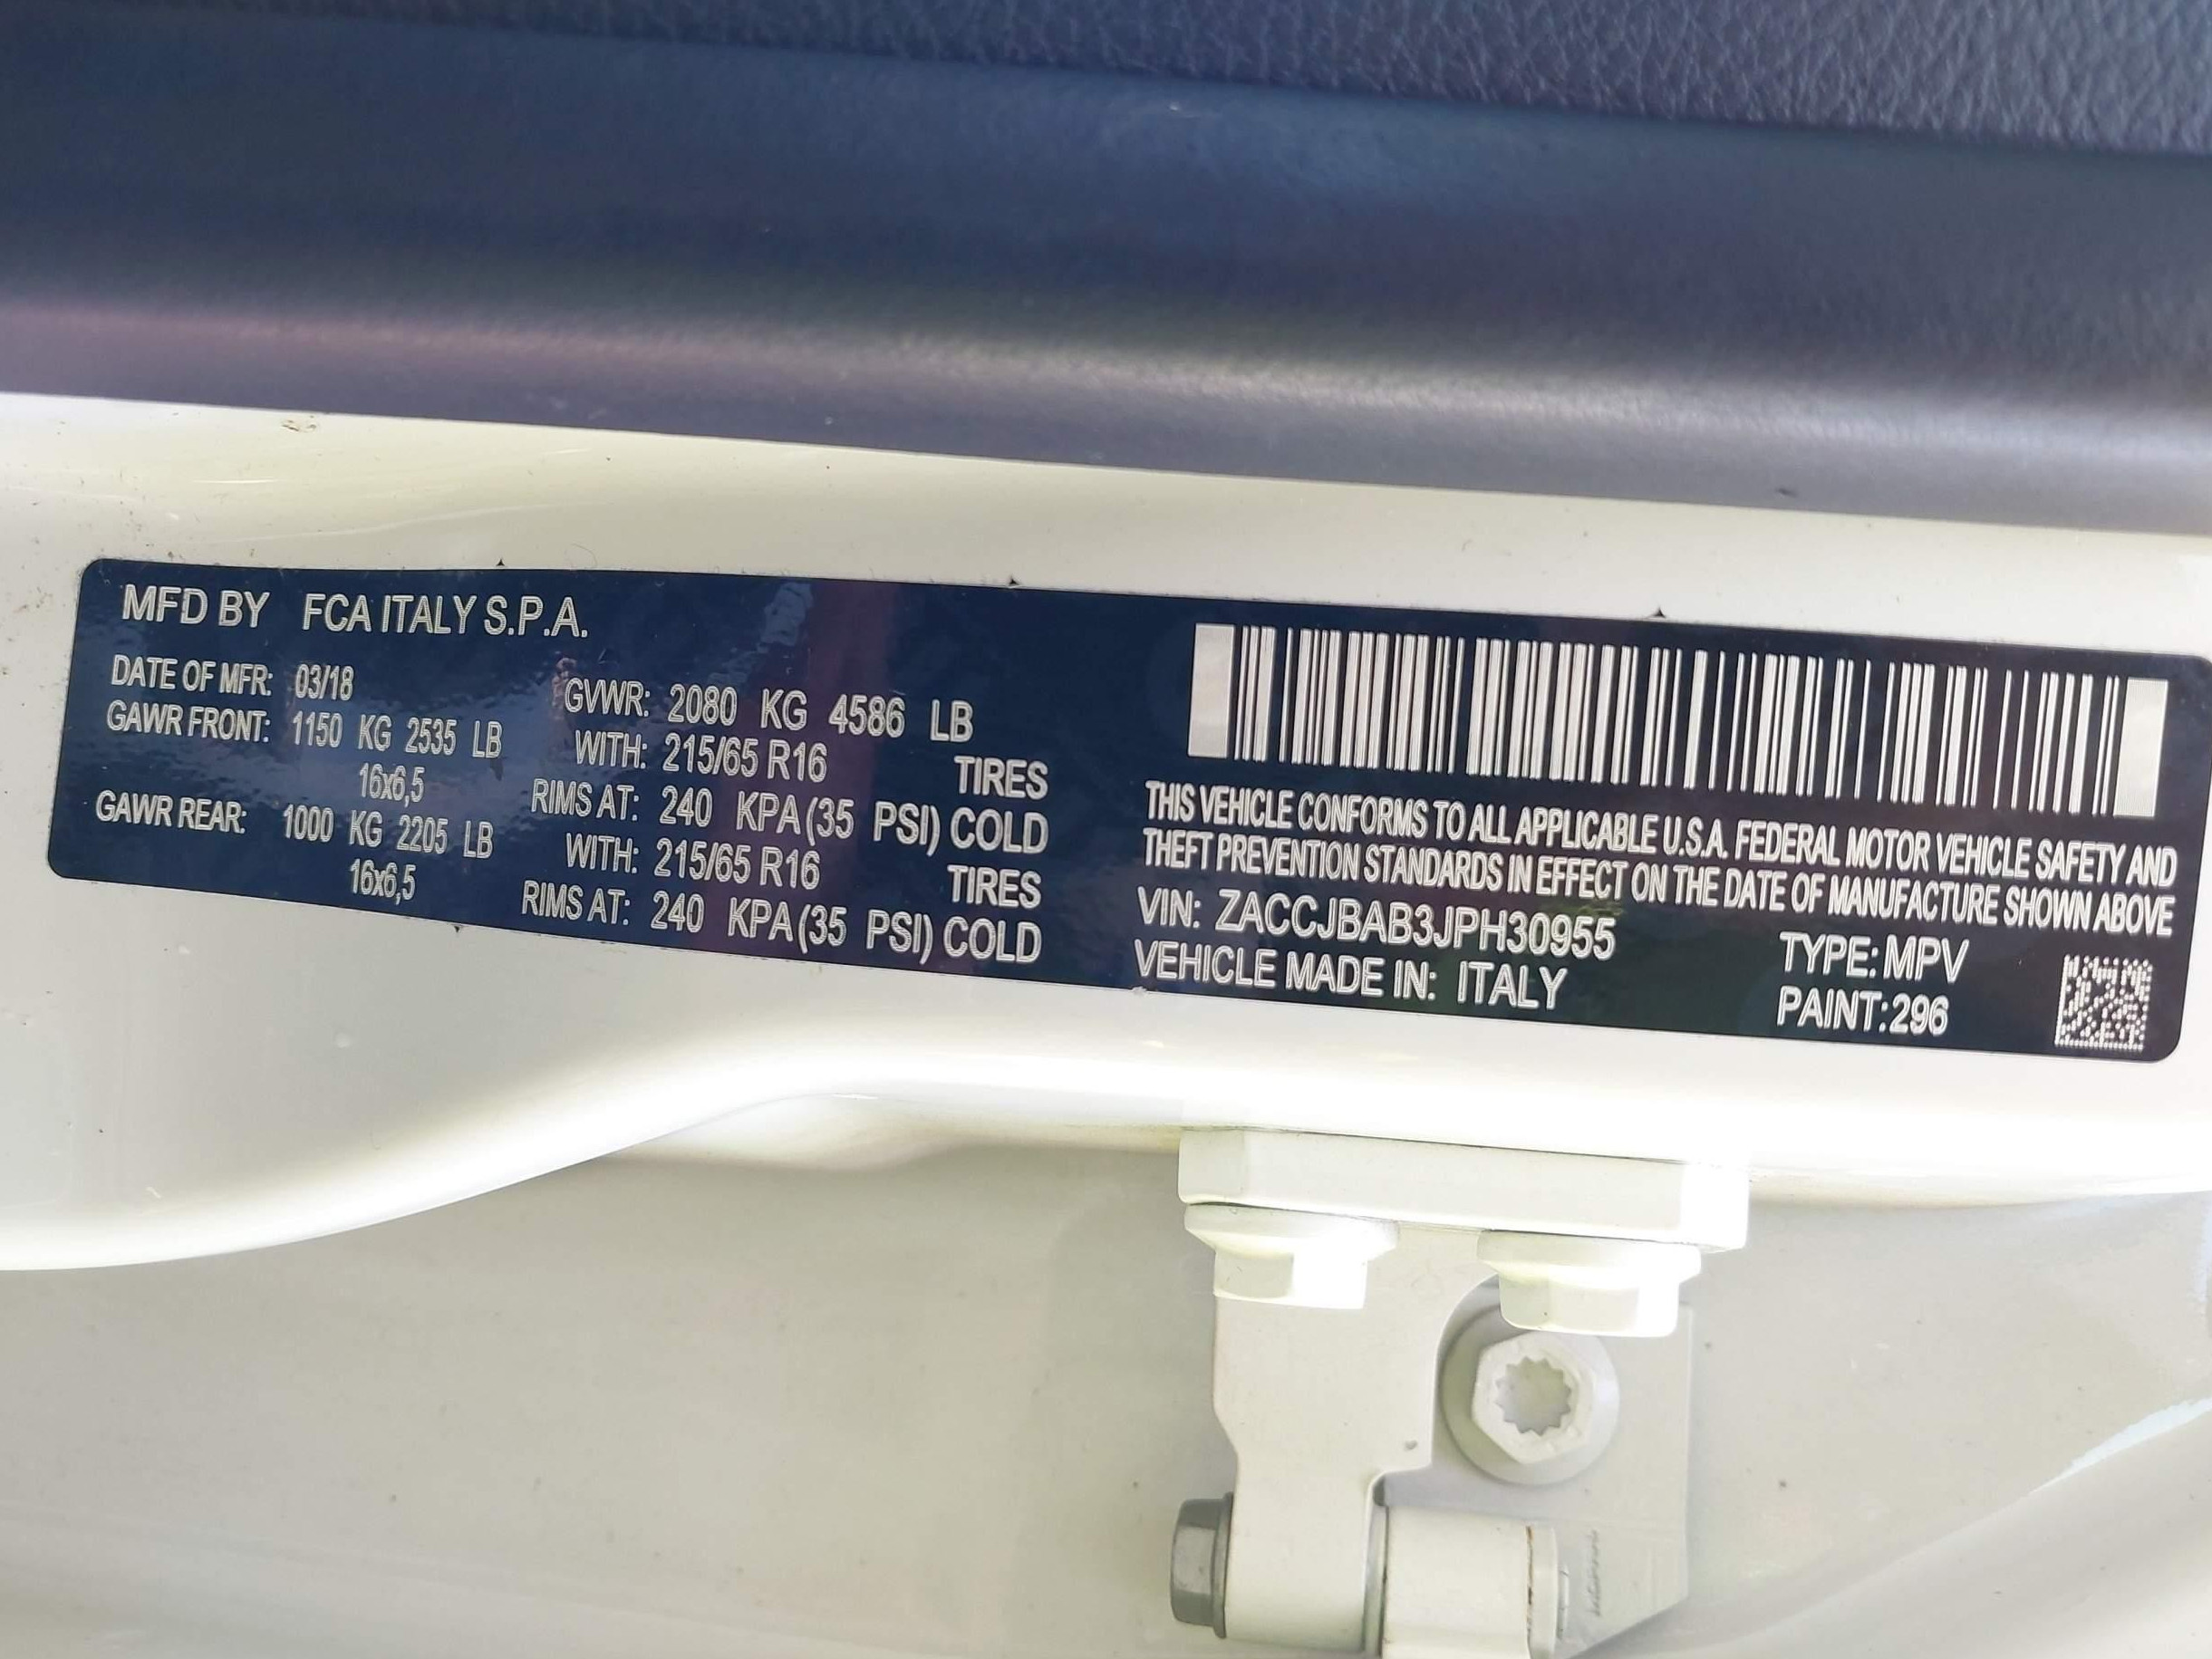 MFD BY FCA ITALY S.P.A.
DATE OF MFR: 03/18 GVWR: 2080 KG 4586 LB
GAWR FRONT: 1150 KG 2535 LB WITH: 215/65 R16 TIRES
16x6,5 RIMS AT: 240 KPA (35 PSI) COLD
GAWR REAR: 1000 KG 2205 LB WITH: 215/65 R16 TIRES
16x6,5 RIMS AT: 240 KPA (35 PSI) COLD
THIS VEHICLE CONFORMS TO ALL APPLICABLE U.S.A. FEDERAL MOTOR VEHICLE SAFETY AND
THEFT PREVENTION STANDARDS IN EFFECT ON THE DATE OF MANUFACTURE SHOWN ABOVE
VIN: ZACCJBAB3JPH30955 TYPE: MPV
VEHICLE MADE IN: ITALY PAINT: 296